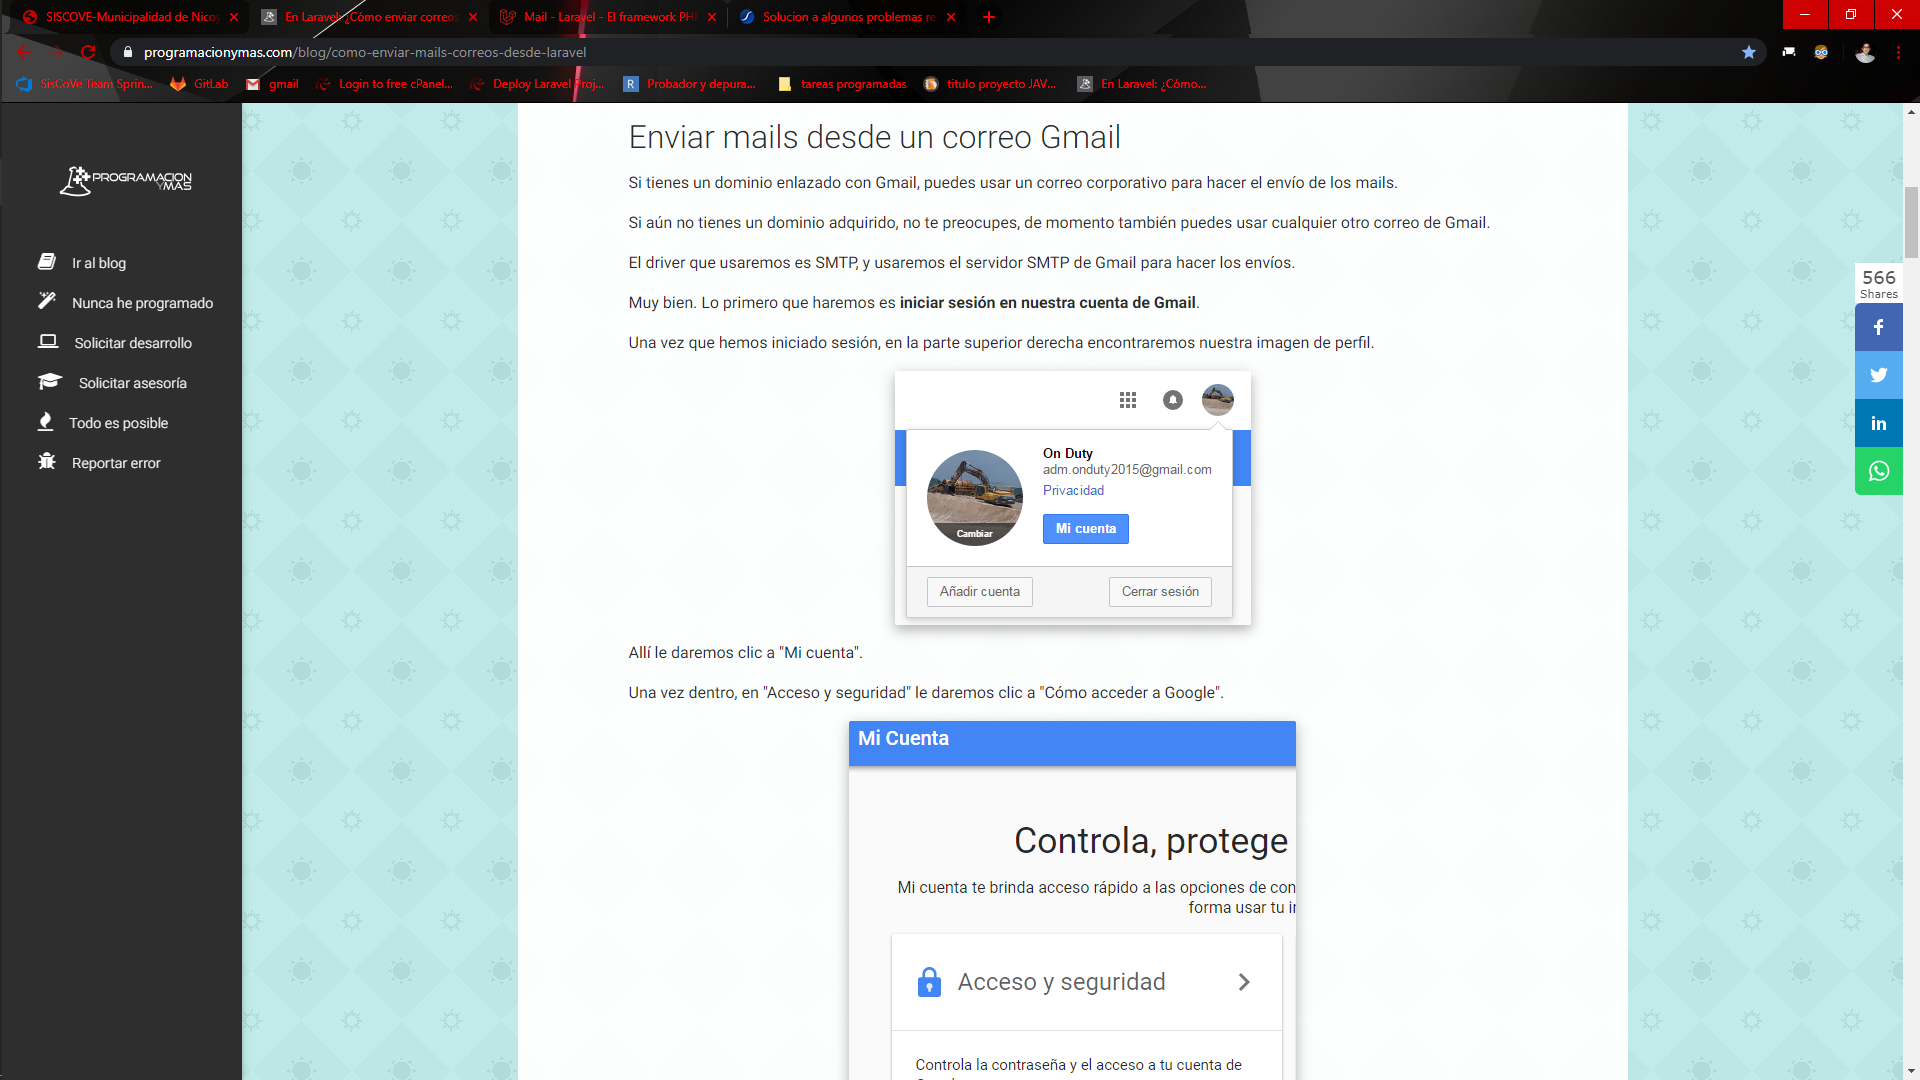 SISCOVE-Municipalidad de Nicoy
En Laravel: ¿Cómo enviar correos
Mail - Laravel - El framework PH
Solucion a algunos problemas re
programacionymas.com/blog/como-enviar-mails-correos-desde-laravel
SisCoVe Team Sprin...
GitLab
gmail
Login to free cPanel...
Deploy Laravel Proj...
R
Probador y depura...
tareas programadas
titulo proyecto JAV...
En Laravel: ¿Cómo...
PROGRAMACION
YMAS
Ir al blog
Nunca he programado
Solicitar desarrollo
Solicitar asesoría
Todo es posible
Reportar error
Enviar mails desde un correo Gmail
Si tienes un dominio enlazado con Gmail, puedes usar un correo corporativo para hacer el envío de los mails.
Si aún no tienes un dominio adquirido, no te preocupes, de momento también puedes usar cualquier otro correo de Gmail.
El driver que usaremos es SMTP, y usaremos el servidor SMTP de Gmail para hacer los envíos.
Muy bien. Lo primero que haremos es iniciar sesión en nuestra cuenta de Gmail.
Una vez que hemos iniciado sesión, en la parte superior derecha encontraremos nuestra imagen de perfil.
On Duty
adm.onduty2015@gmail.com
Privacidad
Mi cuenta
Cambiar
Añadir cuenta
Cerrar sesión
Allí le daremos clic a "Mi cuenta".
Una vez dentro, en "Acceso y seguridad" le daremos clic a "Cómo acceder a Google".
Mi Cuenta
Controla, protege
Mi cuenta te brinda acceso rápido a las opciones de con
forma usar tu
Acceso y seguridad
Controla la contraseña y el acceso a tu cuenta de
566
Shares